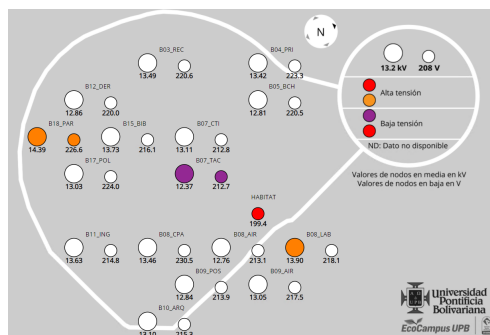 B03_REC
13.49 220.6
B04_PRI
13.42 223.3
N
13.2 kV 208 V
Alta tensión
Baja tensión
ND: Dato no disponible
Valores de nodos en media en kV
Valores de nodos en baja en V
B12_DER
12.86 220.0
B05_BCH
12.81 220.5
B18_PAR
14.39 226.6
B15_BIB
13.73 216.1
B07_CTI
13.11 212.8
B17_POL
13.03 224.0
B07_TAC
12.37 212.7
HABITAT
199.4
B11_ING
13.63 214.8
B08_CPA
13.46 230.5
B08_AIR
12.76 213.1
B08_LAB
13.90 218.1
B09_POS
12.84 213.9
B09_AIR
13.05 217.5
B10_ARQ
13.10 215.3
Universidad
Pontificia
Bolivariana
EcoCampus UPB